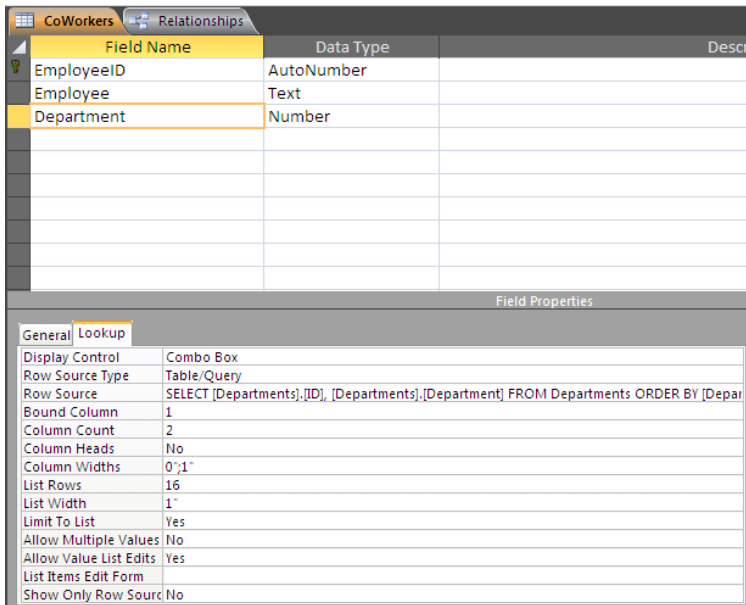 CoWorkers Relationships
Field Name Data Type Descr
EmployeeID AutoNumber
Employee Text
Department Number
Field Properties
General Lookup
Display Control Combo Box
Row Source Type Table/Query
Row Source SELECT [Departments].[ID], [Departments].[Department] FROM Departments ORDER BY [Depar
Bound Column 1
Column Count 2
Column Heads No
Column Widths 0";1"
List Rows 16
List Width 1"
Limit To List Yes
Allow Multiple Values No
Allow Value List Edits Yes
List Items Edit Form
Show Only Row Sourc No